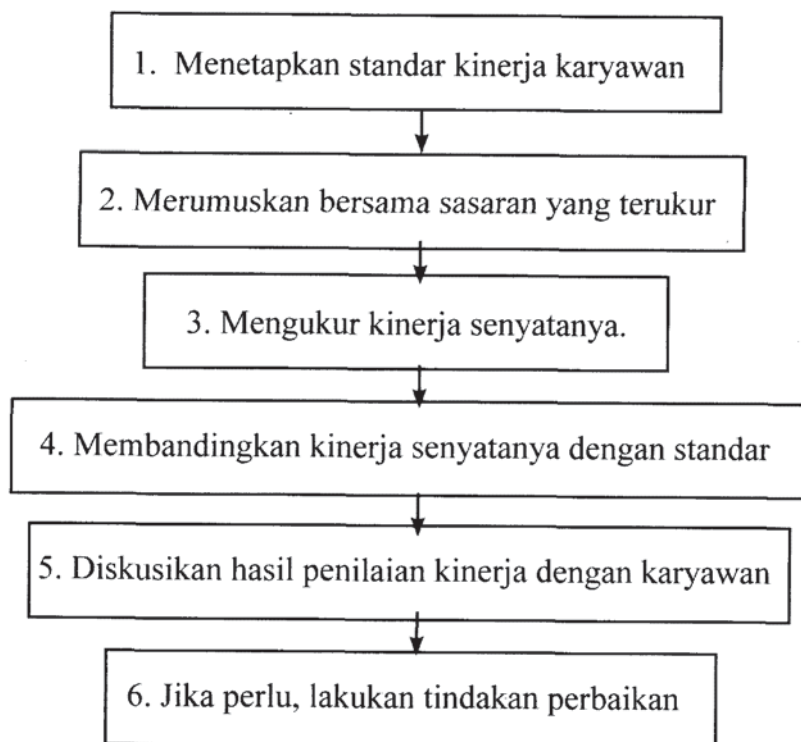 1. Menetapkan standar kinerja karyawan
2. Merumuskan bersama sasaran yang terukur
3. Mengukur kinerja senyatanya.
4. Membandingkan kinerja senyatanya dengan standar
5. Diskusikan hasil penilaian kinerja dengan karyawan
6. Jika perlu, lakukan tindakan perbaikan